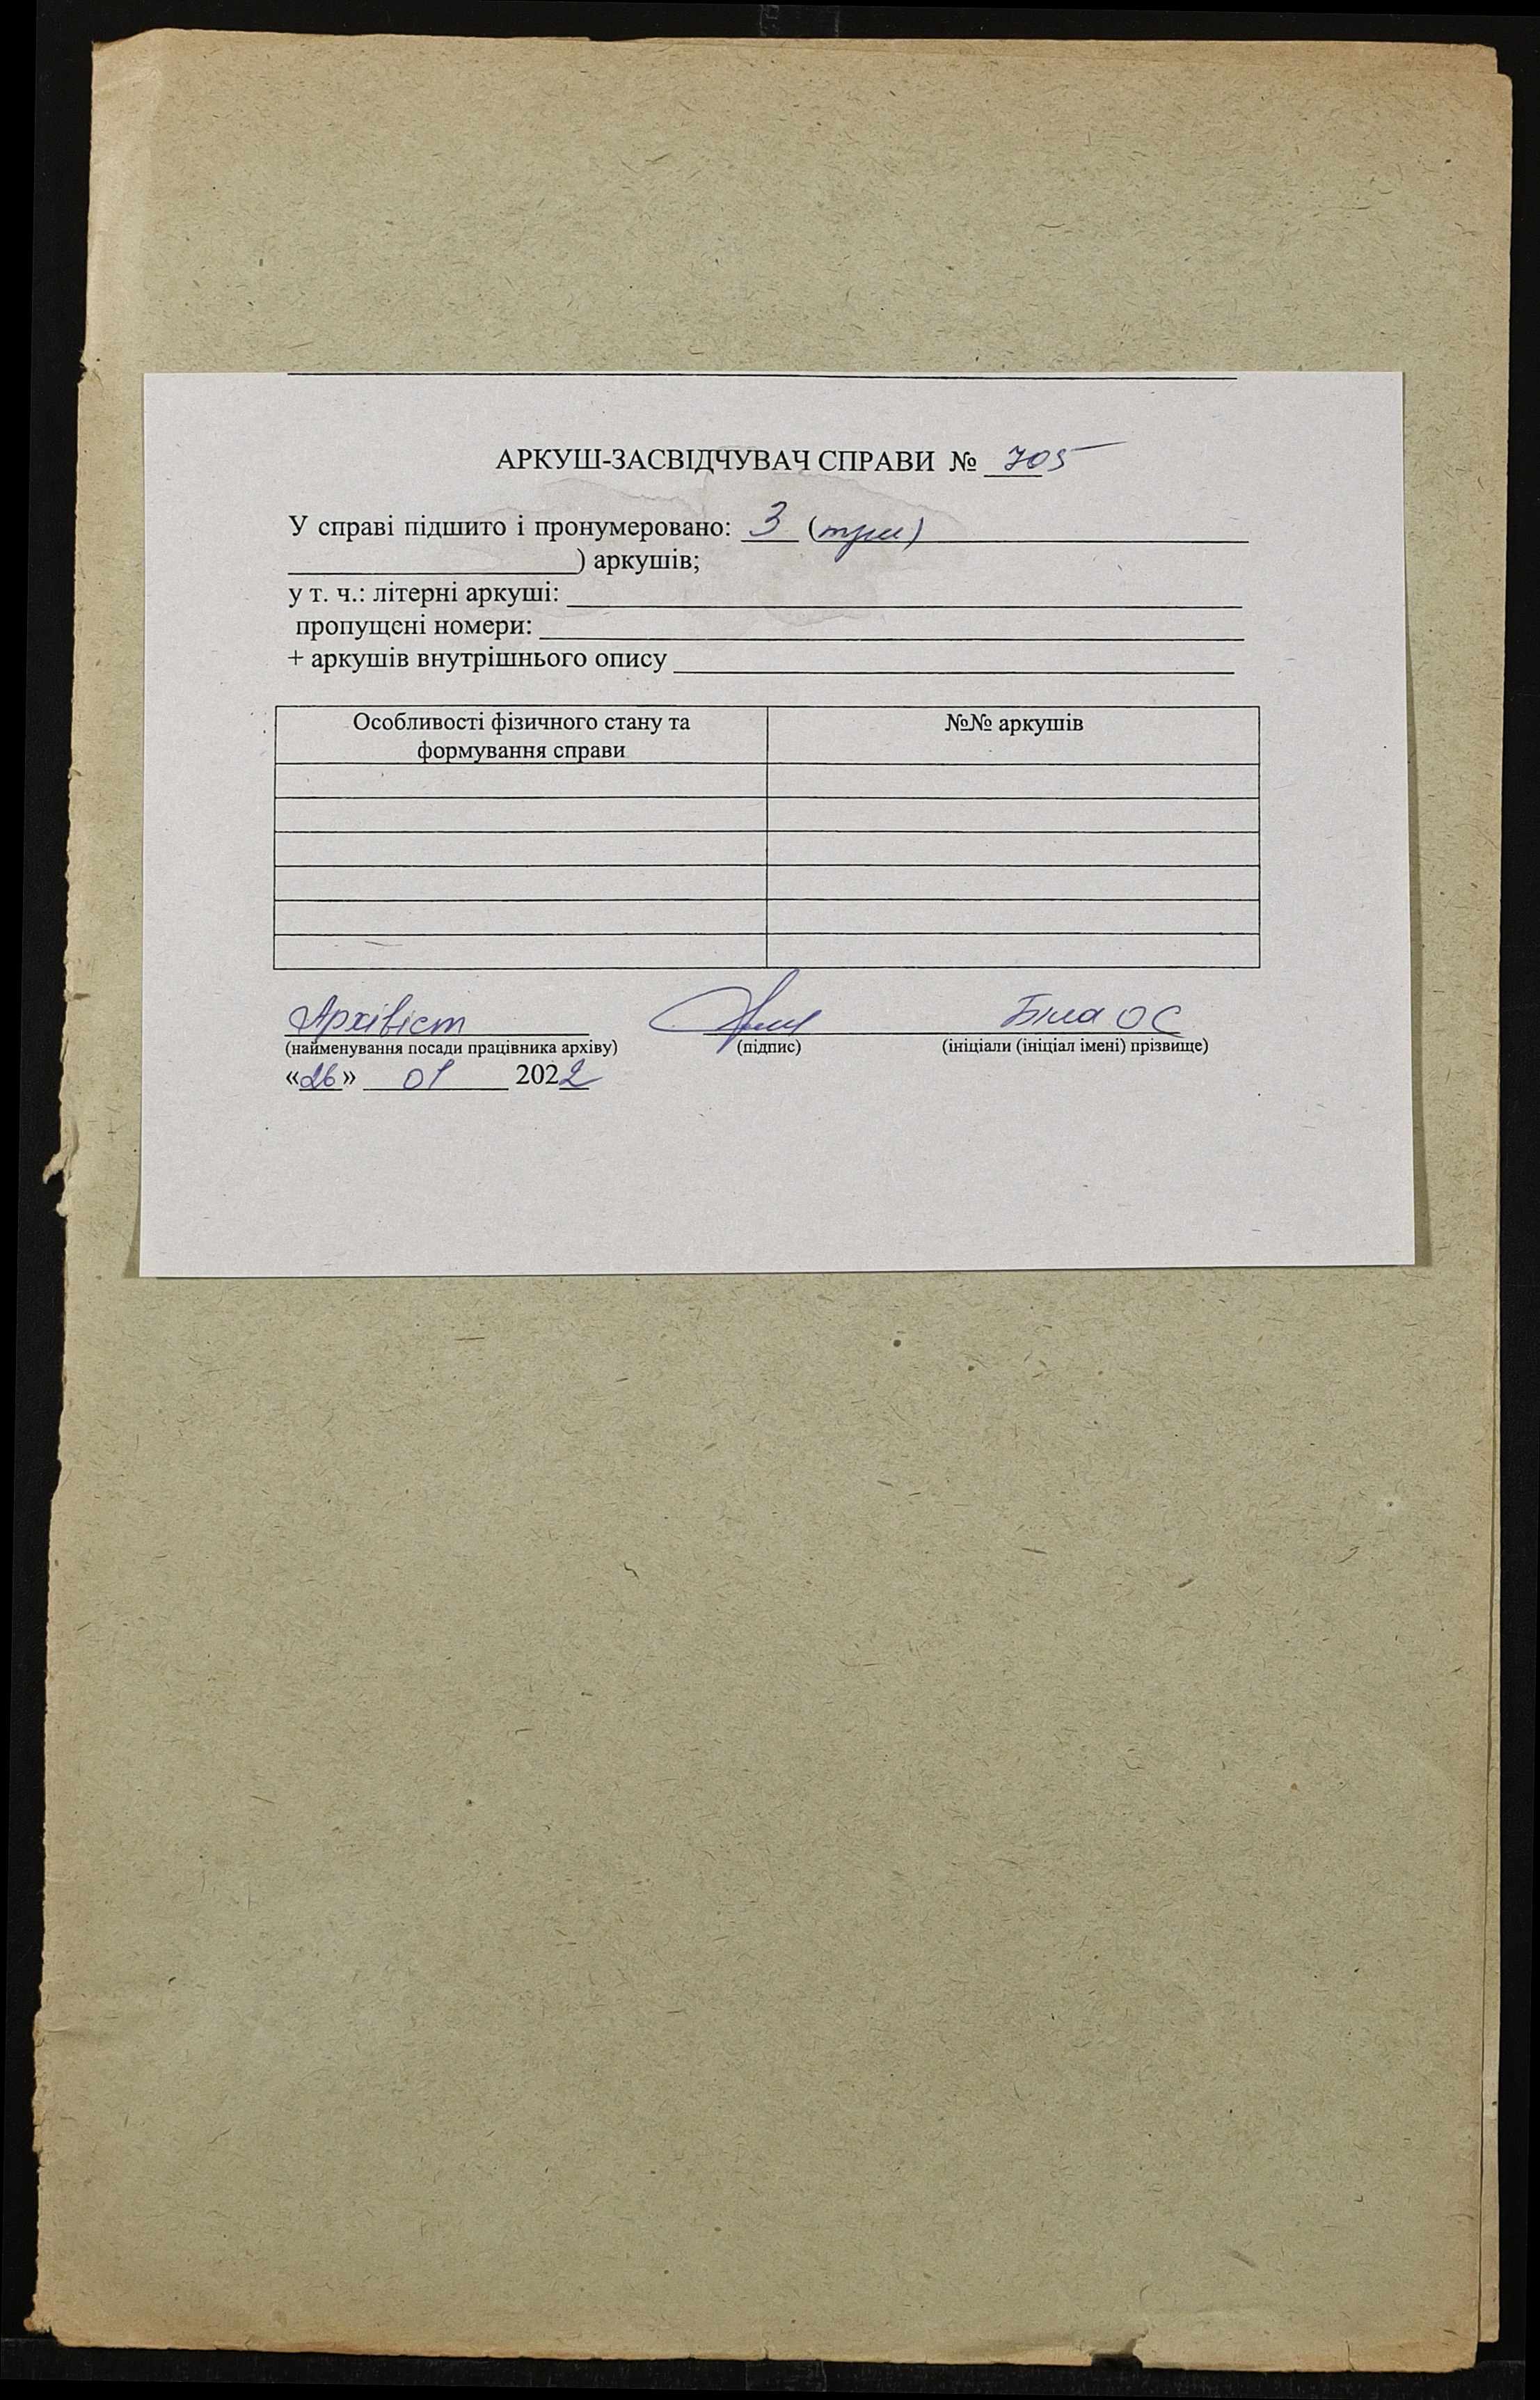 АРКУШ-ЗАСВІДЧУВАЧ СПРАВИ № 705
У справі підшито і пронумеровано: 3 (три)
) аркушів;
у т. ч.: літерні аркуші:
пропущені номери:
+ аркушів внутрішнього опису
Особливості фізичного стану та
формування справи
№№ аркушів
Архівіст Біла ОС
(найменування посади працівника архіву) (підпис) (ініціали (ініціал імені) прізвище)
«26» 01 2022